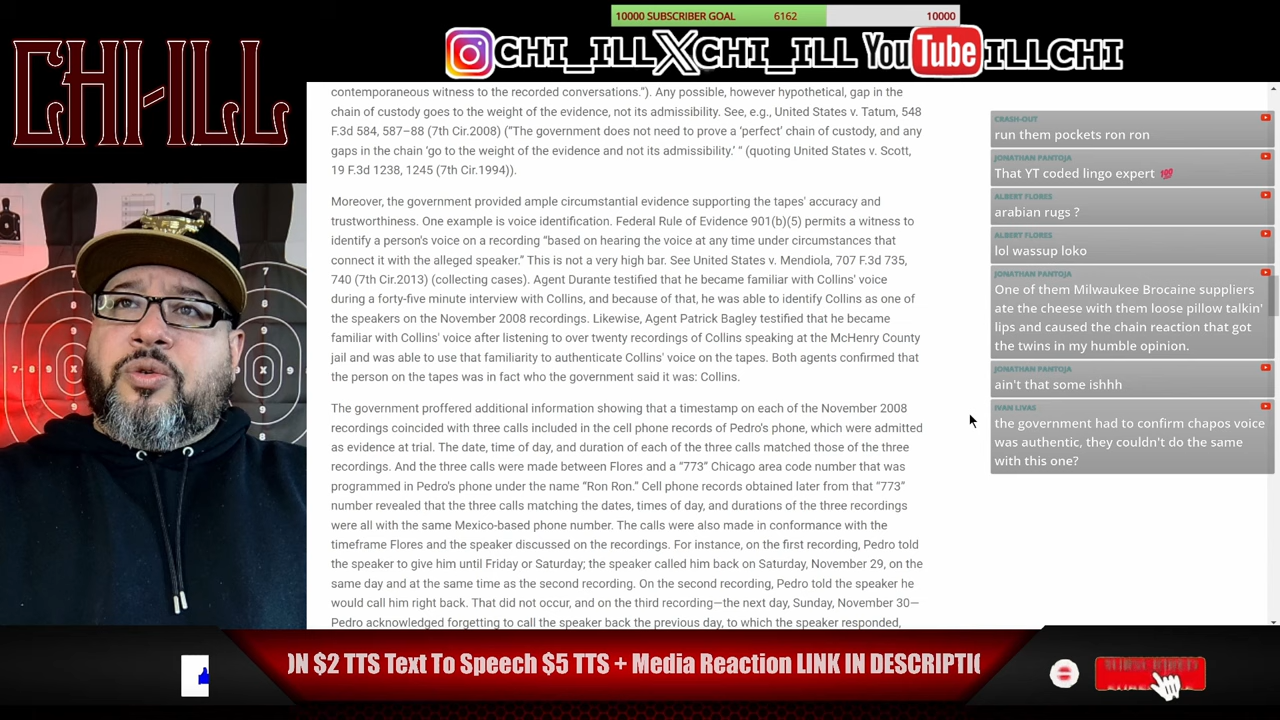 10000 SUBSCRIBER GOAL 6162 10000
CHI-ILL
CHI_ILL X CHI_ILL YouTube ILLCHI
contemporaneous witness to the recorded conversations."). Any possible, however hypothetical, gap in the
chain of custody goes to the weight of the evidence, not its admissibility. See, e.g., United States v. Tatum, 548
F.3d 584, 587–88 (7th Cir.2008) ("The government does not need to prove a 'perfect' chain of custody, and any
gaps in the chain 'go to the weight of the evidence and not its admissibility.' " (quoting United States v. Scott,
19 F.3d 1238, 1245 (7th Cir.1994)).
Moreover, the government provided ample circumstantial evidence supporting the tapes' accuracy and
trustworthiness. One example is voice identification. Federal Rule of Evidence 901(b)(5) permits a witness to
identify a person's voice on a recording "based on hearing the voice at any time under circumstances that
connect it with the alleged speaker." This is not a very high bar. See United States v. Mendiola, 707 F.3d 735,
740 (7th Cir.2013) (collecting cases). Agent Durante testified that he became familiar with Collins' voice
during a forty-five minute interview with Collins, and because of that, he was able to identify Collins as one of
the speakers on the November 2008 recordings. Likewise, Agent Patrick Bagley testified that he became
familiar with Collins' voice after listening to over twenty recordings of Collins speaking at the McHenry County
jail and was able to use that familiarity to authenticate Collins' voice on the tapes. Both agents confirmed that
the person on the tapes was in fact who the government said it was: Collins.
The government proffered additional information showing that a timestamp on each of the November 2008
recordings coincided with three calls included in the cell phone records of Pedro's phone, which were admitted
as evidence at trial. The date, time of day, and duration of each of the three calls matched those of the three
recordings. And the three calls were made between Flores and a "773" Chicago area code number that was
programmed in Pedro's phone under the name "Ron Ron." Cell phone records obtained later from that "773"
number revealed that the three calls matching the dates, times of day, and durations of the three recordings
were all with the same Mexico-based phone number. The calls were also made in conformance with the
timeframe Flores and the speaker discussed on the recordings. For instance, on the first recording, Pedro told
the speaker to give him until Friday or Saturday; the speaker called him back on Saturday, November 29, on the
same day and at the same time as the second recording. On the second recording, Pedro told the speaker he
would call him right back. That did not occur, and on the third recording—the next day, Sunday, November 30—
Pedro acknowledged forgetting to call the speaker back the previous day, to which the speaker responded,
CRASH-OUT
run them pockets ron ron
JONATHAN PANTOJA
That YT coded lingo expert 💯
ALBERT FLORES
arabian rugs ?
ALBERT FLORES
lol wassup loko
JONATHAN PANTOJA
One of them Milwaukee Brocaine suppliers
ate the cheese with them loose pillow talkin'
lips and caused the chain reaction that got
the twins in my humble opinion.
JONATHAN PANTOJA
ain't that some ishhh
IVAN LIVAS
the government had to confirm chapos voice
was authentic, they couldn't do the same
with this one?
$2 TTS Text To Speech $5 TTS + Media Reaction LINK IN